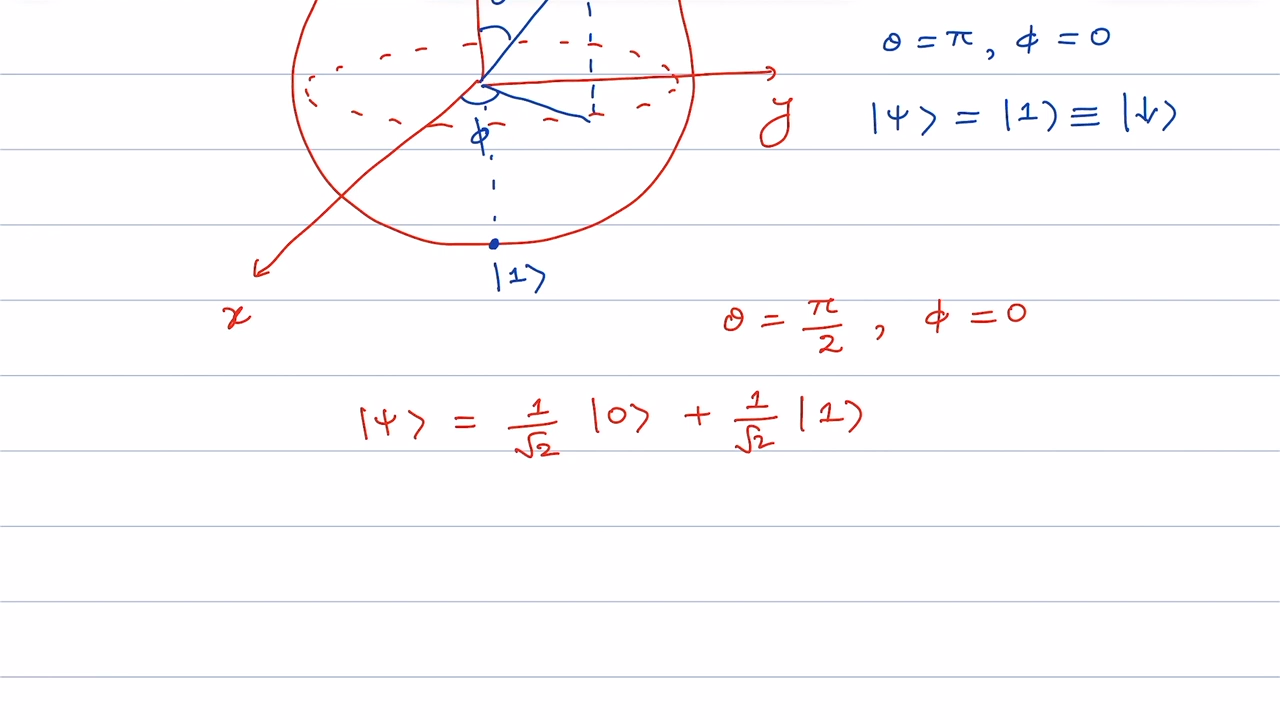 θ = π, ϕ = 0
y
|ψ⟩ = |1⟩ ≡ |↓⟩
ϕ
|1⟩
x
θ = π/2 , ϕ = 0
|ψ⟩ = 1/√2 |0⟩ + 1/√2 |1⟩